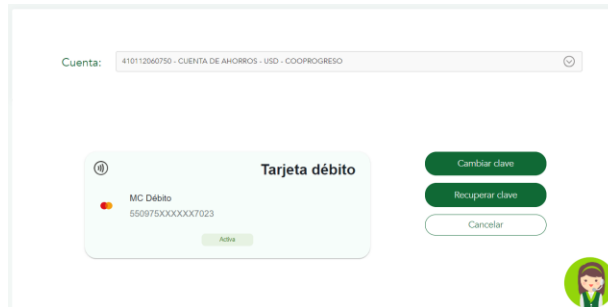 Cuenta: 410112060750 - CUENTA DE AHORROS - USD - COOPROGRESO
Tarjeta débito
MC Débito
550975XXXXXX7023
Activa
Cambiar clave
Recuperar clave
Cancelar